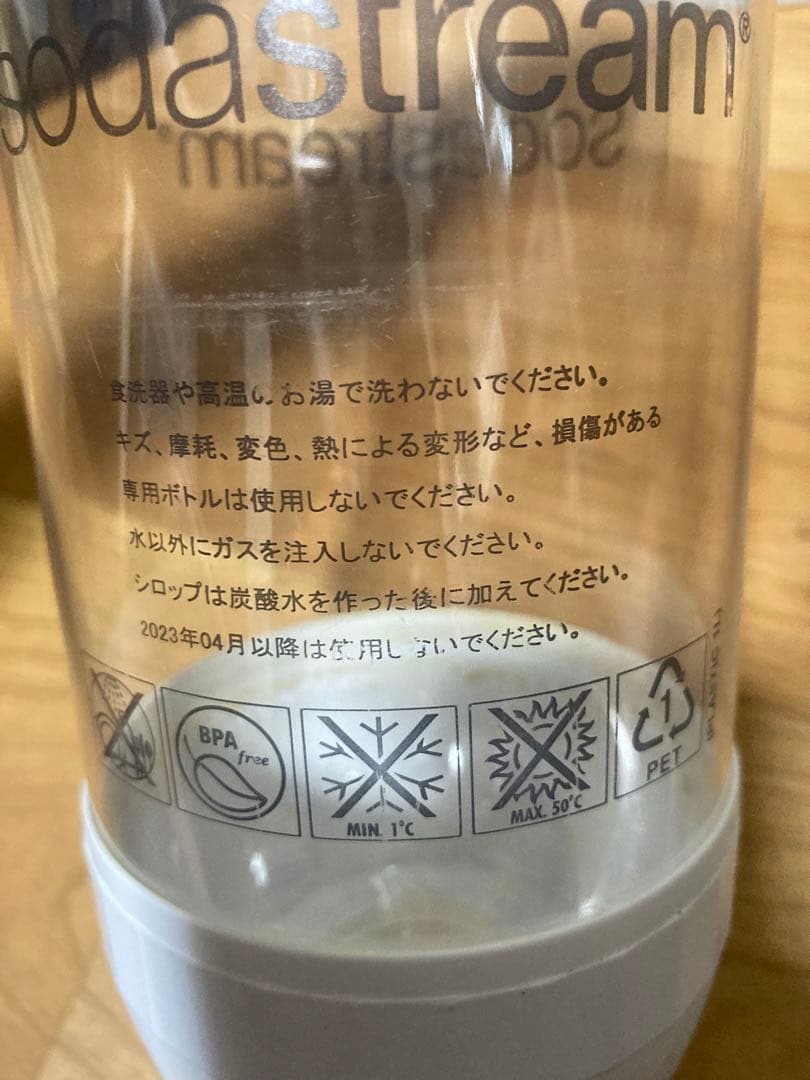 sodastream®
sodastream
食洗器や高温のお湯で洗わないでください。
キズ、摩耗、変色、熱による変形など、損傷がある
専用ボトルは使用しないでください。
水以外にガスを注入しないでください。
シロップは炭酸水を作った後に加えてください。
2023年04月以降は使用しないでください。
BPA
free
MIN. 1°C
MAX. 50°C
1
PET